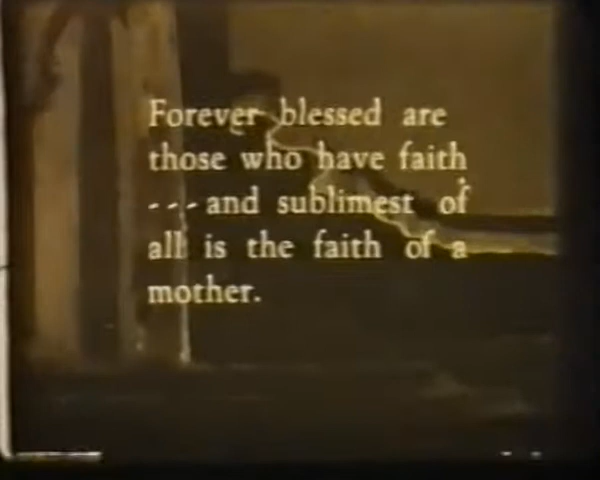 Forever blessed are
those who have faith
---and sublimest of
all is the faith of a
mother.